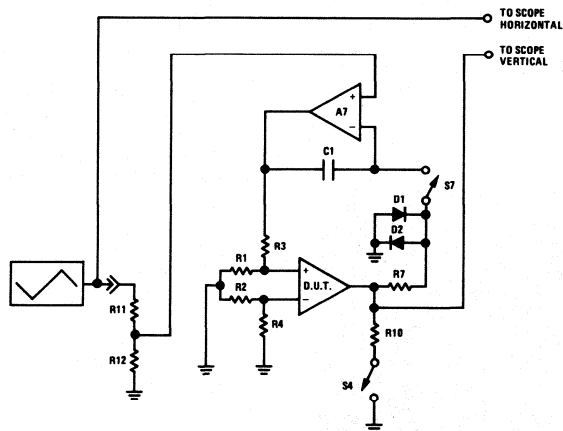 TO SCOPE
HORIZONTAL
TO SCOPE
VERTICAL
+
A7
−
C1
S7
D1
D2
R3
R1
+
R2
D.U.T.
R7
−
R11
R4
R10
R12
S4